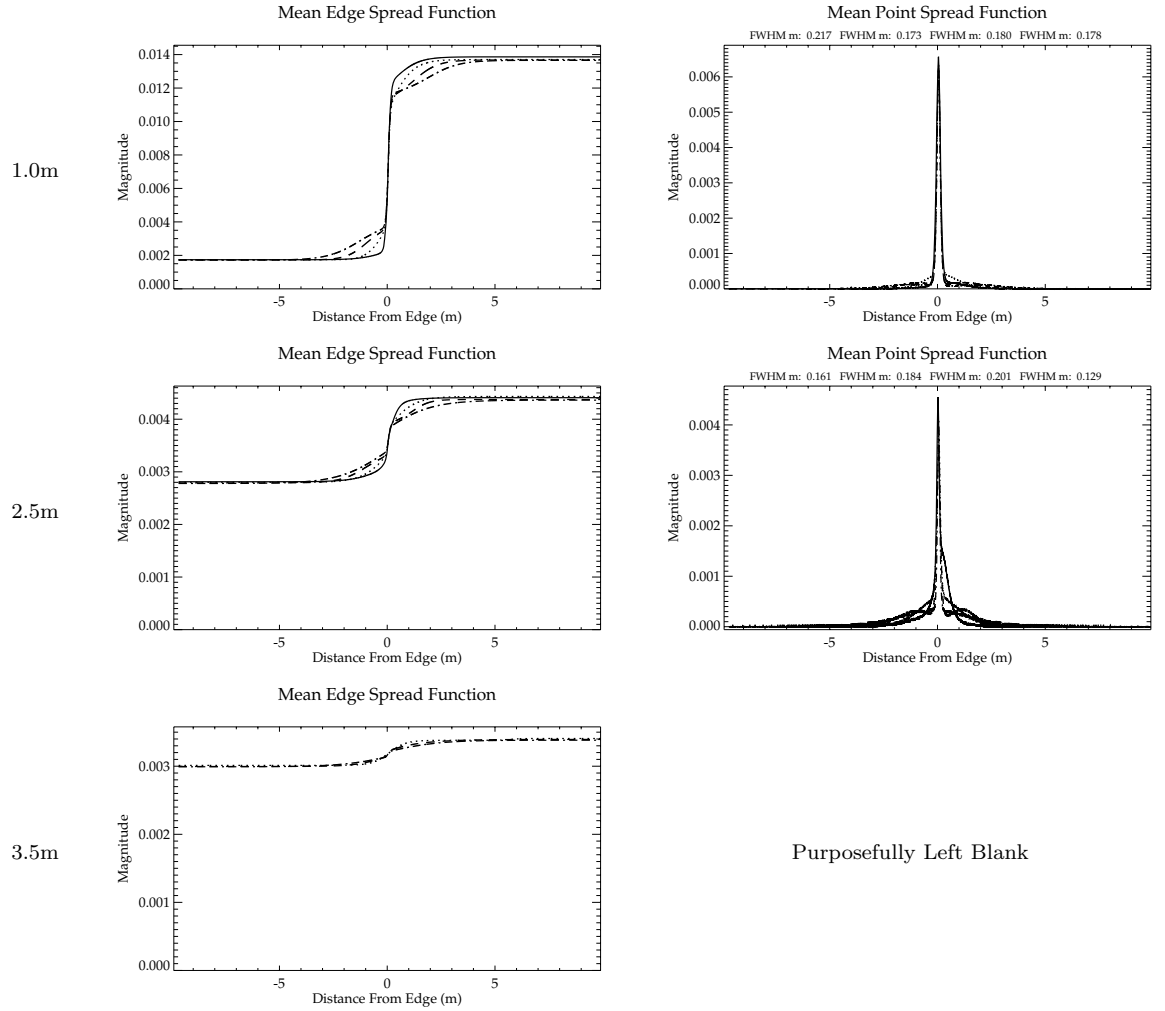 Mean Edge Spread Function
0.014
0.012
0.010
0.008
0.006
0.004
0.002
0.000
Magnitude
-5 0 5
Distance From Edge (m)
1.0m
Mean Point Spread Function
FWHM m: 0.217 FWHM m: 0.173 FWHM m: 0.180 FWHM m: 0.178
0.006
0.005
0.004
0.003
0.002
0.001
0.000
Magnitude
-5 0 5
Distance From Edge (m)
Mean Edge Spread Function
0.004
0.003
0.002
0.001
0.000
Magnitude
-5 0 5
Distance From Edge (m)
2.5m
Mean Point Spread Function
FWHM m: 0.161 FWHM m: 0.184 FWHM m: 0.201 FWHM m: 0.129
0.004
0.003
0.002
0.001
0.000
Magnitude
-5 0 5
Distance From Edge (m)
Mean Edge Spread Function
0.003
0.002
0.001
0.000
Magnitude
-5 0 5
Distance From Edge (m)
3.5m
Purposefully Left Blank